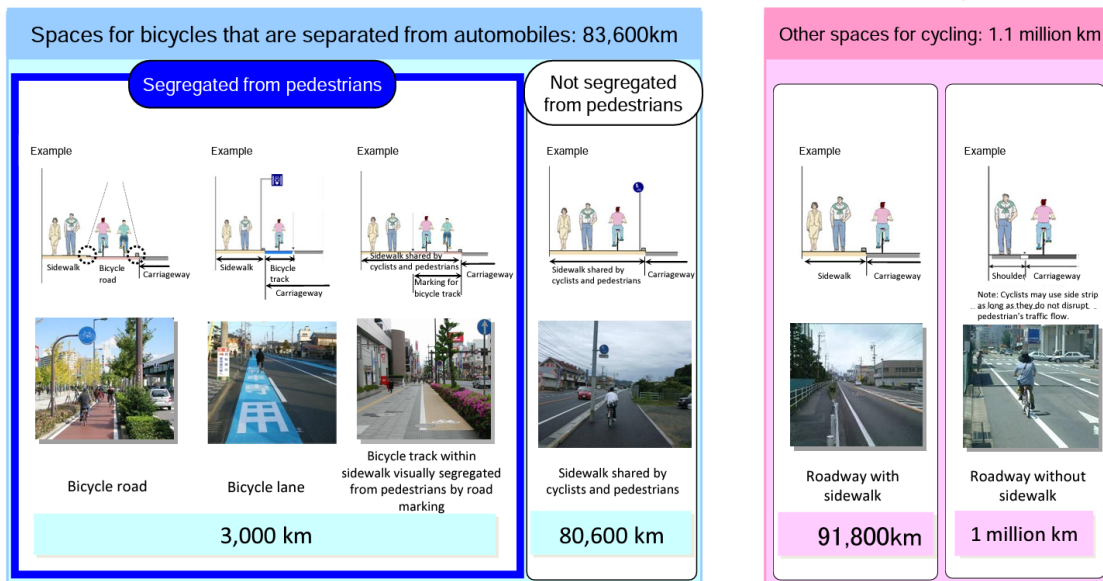 Spaces for bicycles that are separated from automobiles: 83,600km
Segregated from pedestrians
Not segregated
from pedestrians
Example
Sidewalk
Bicycle
road
Carriageway
Bicycle road
Example
Sidewalk
Bicycle
track
Carriageway
用
Bicycle lane
Example
Sidewalk shared by
cyclists and pedestrians
Carriageway
Marking for
bicycle track
Bicycle track within
sidewalk visually segregated
from pedestrians by road
marking
3,000 km
Example
Sidewalk shared by
cyclists and pedestrians
Carriageway
Sidewalk shared by
cyclists and pedestrians
80,600 km
Other spaces for cycling: 1.1 million km
Example
Sidewalk
Carriageway
Roadway with
sidewalk
91,800km
Example
Shoulder
Carriageway
Note: Cyclists may use side strip
as long as they do not disrupt
pedestrian's traffic flow.
Roadway without
sidewalk
1 million km